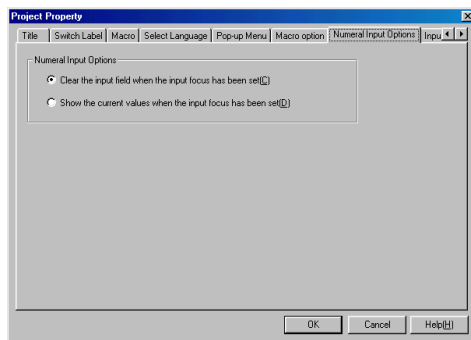 Project Property
Title Switch Label Macro Select Language Pop-up Menu Macro option Numeral Input Options Inpu
Numeral Input Options
Clear the input field when the input focus has been set(C)
Show the current values when the input focus has been set(D)
OK Cancel Help(H)